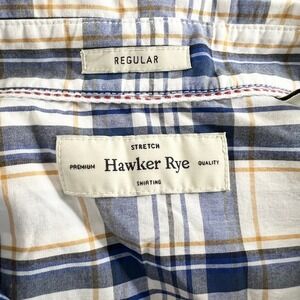 REGULAR
STRETCH
PREMIUM Hawker Rye QUALITY
SHIRTING